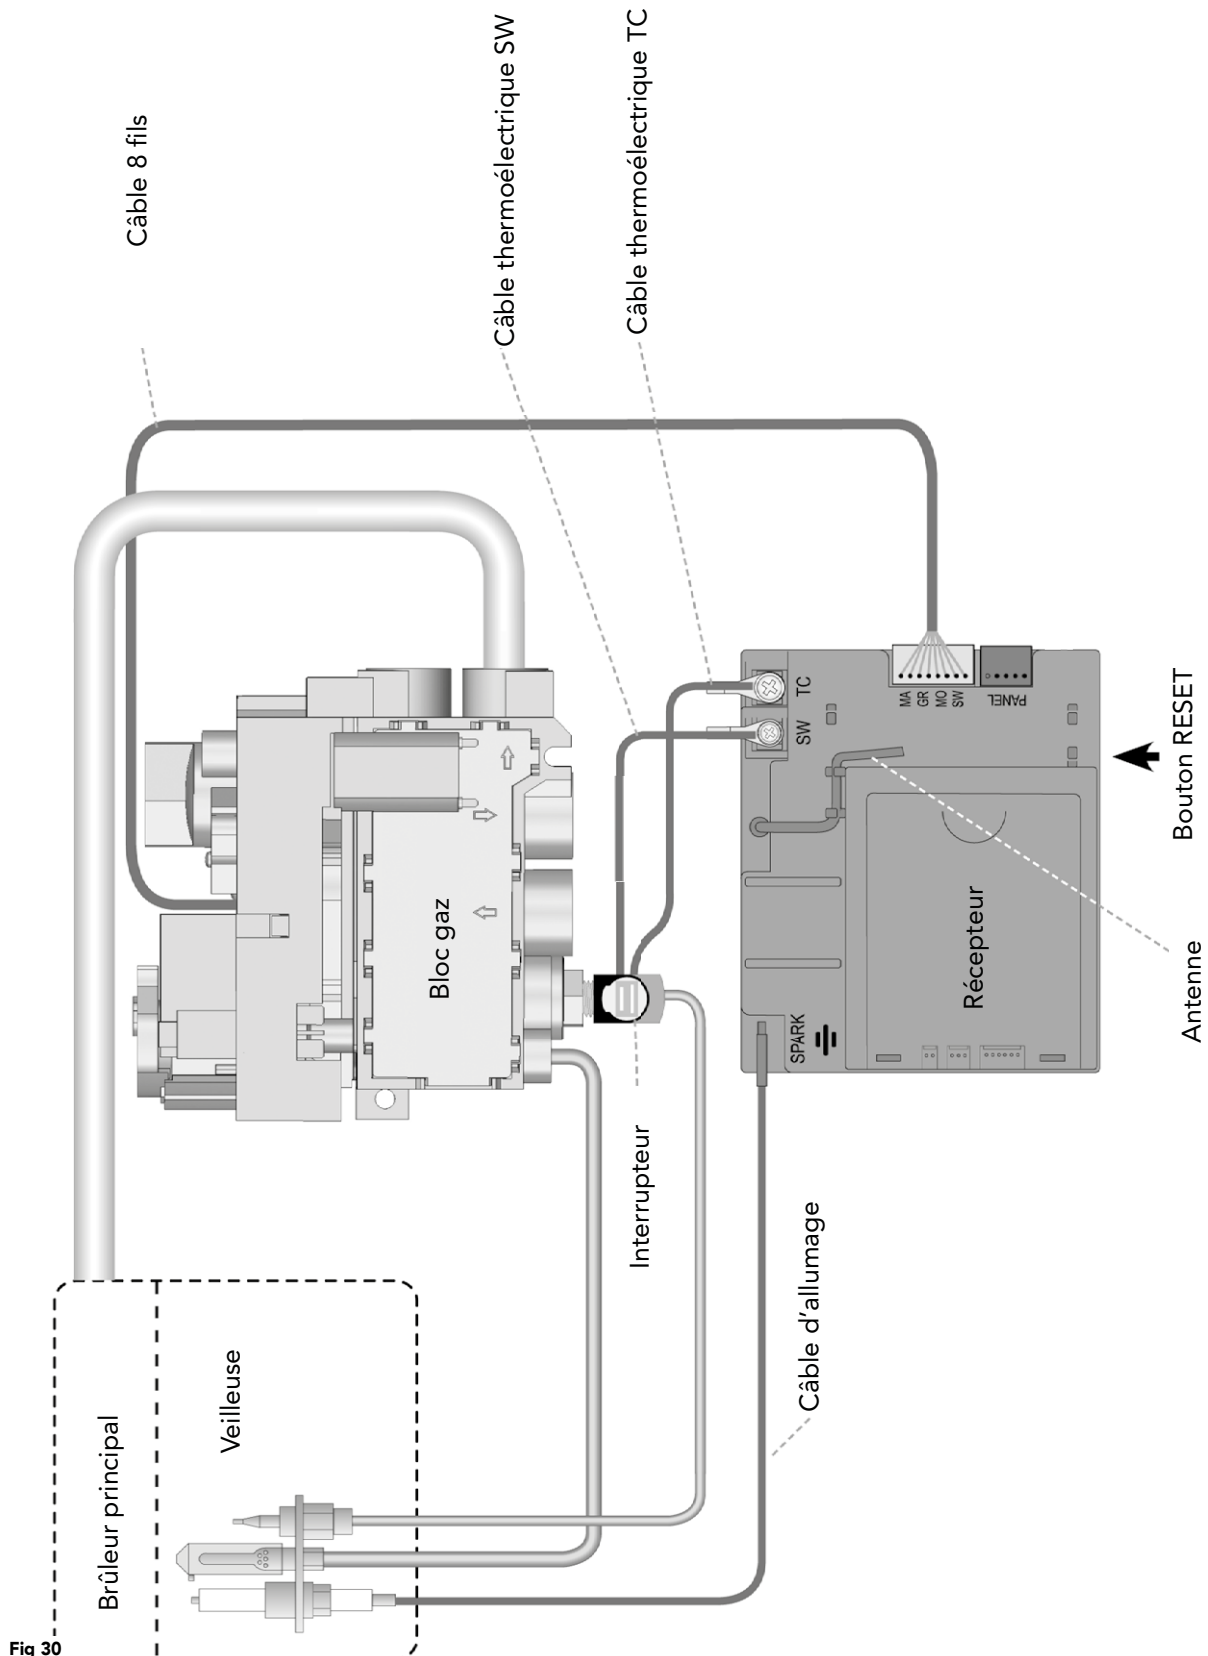 Câble 8 fils
Câble thermoélectrique SW
Câble thermoélectrique TC
Bloc gaz
Interrupteur
TC
SW
MA
GR
MO
SW
PANEL
Bouton RESET
Récepteur
Antenne
SPARK
Câble d’allumage
Veilleuse
Brûleur principal
Fig 30